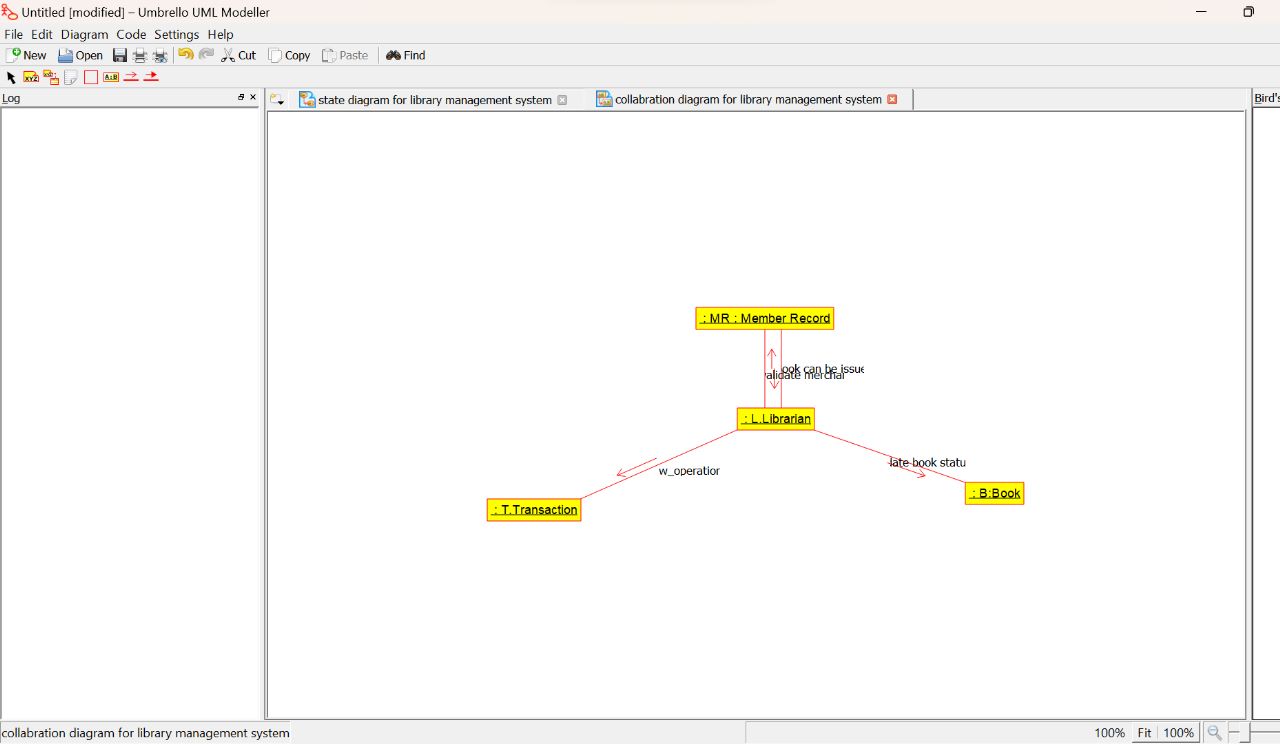 Untitled [modified] – Umbrello UML Modeller
File Edit Diagram Code Settings Help
New Open Cut Copy Paste Find
XYZ A:B
Log
state diagram for library management system
collabration diagram for library management system
Bird's
: MR : Member Record
ook can be issue
validate merchai
: L.Librarian
late book statu
w_operatior
: B:Book
: T.Transaction
collabration diagram for library management system
100% Fit 100%